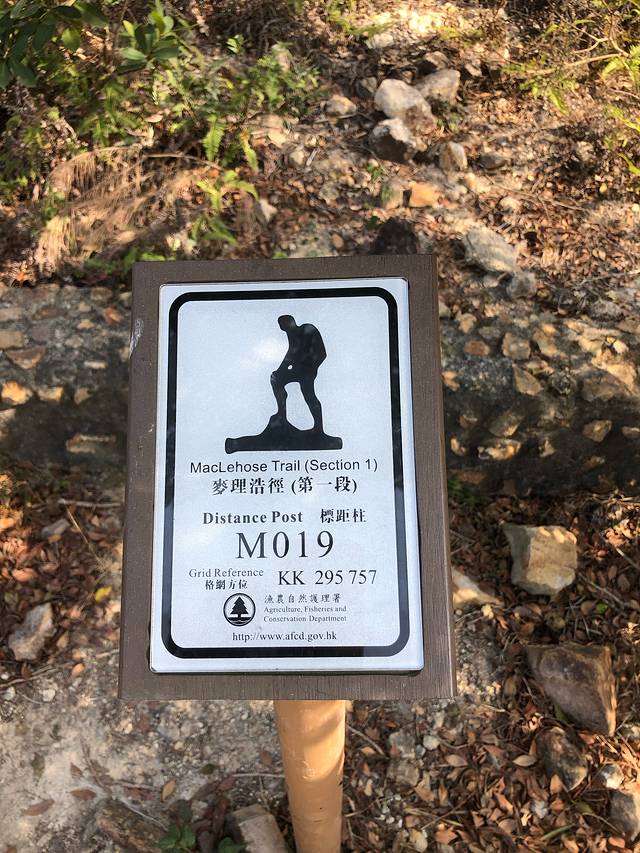 MacLehose Trail (Section 1)
麥理浩徑 (第一段)
Distance Post 標距柱
M019
Grid Reference KK 295 757
格網方位
漁農自然護理署
Agriculture, Fisheries and
Conservation Department
http://www.afcd.gov.hk